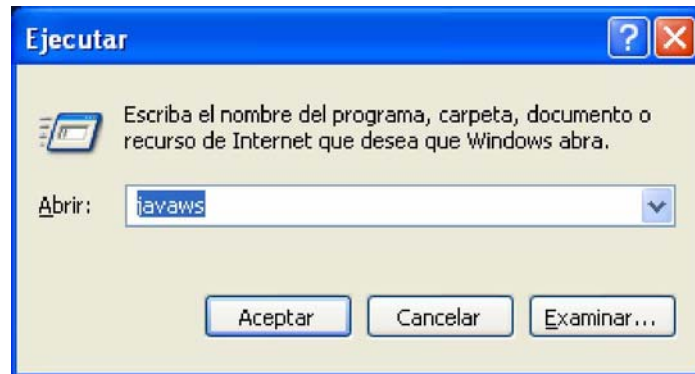 Ejecutar
?
Escriba el nombre del programa, carpeta, documento o
recurso de Internet que desea que Windows abra.
Abrir:
javaws
Aceptar
Cancelar
Examinar...